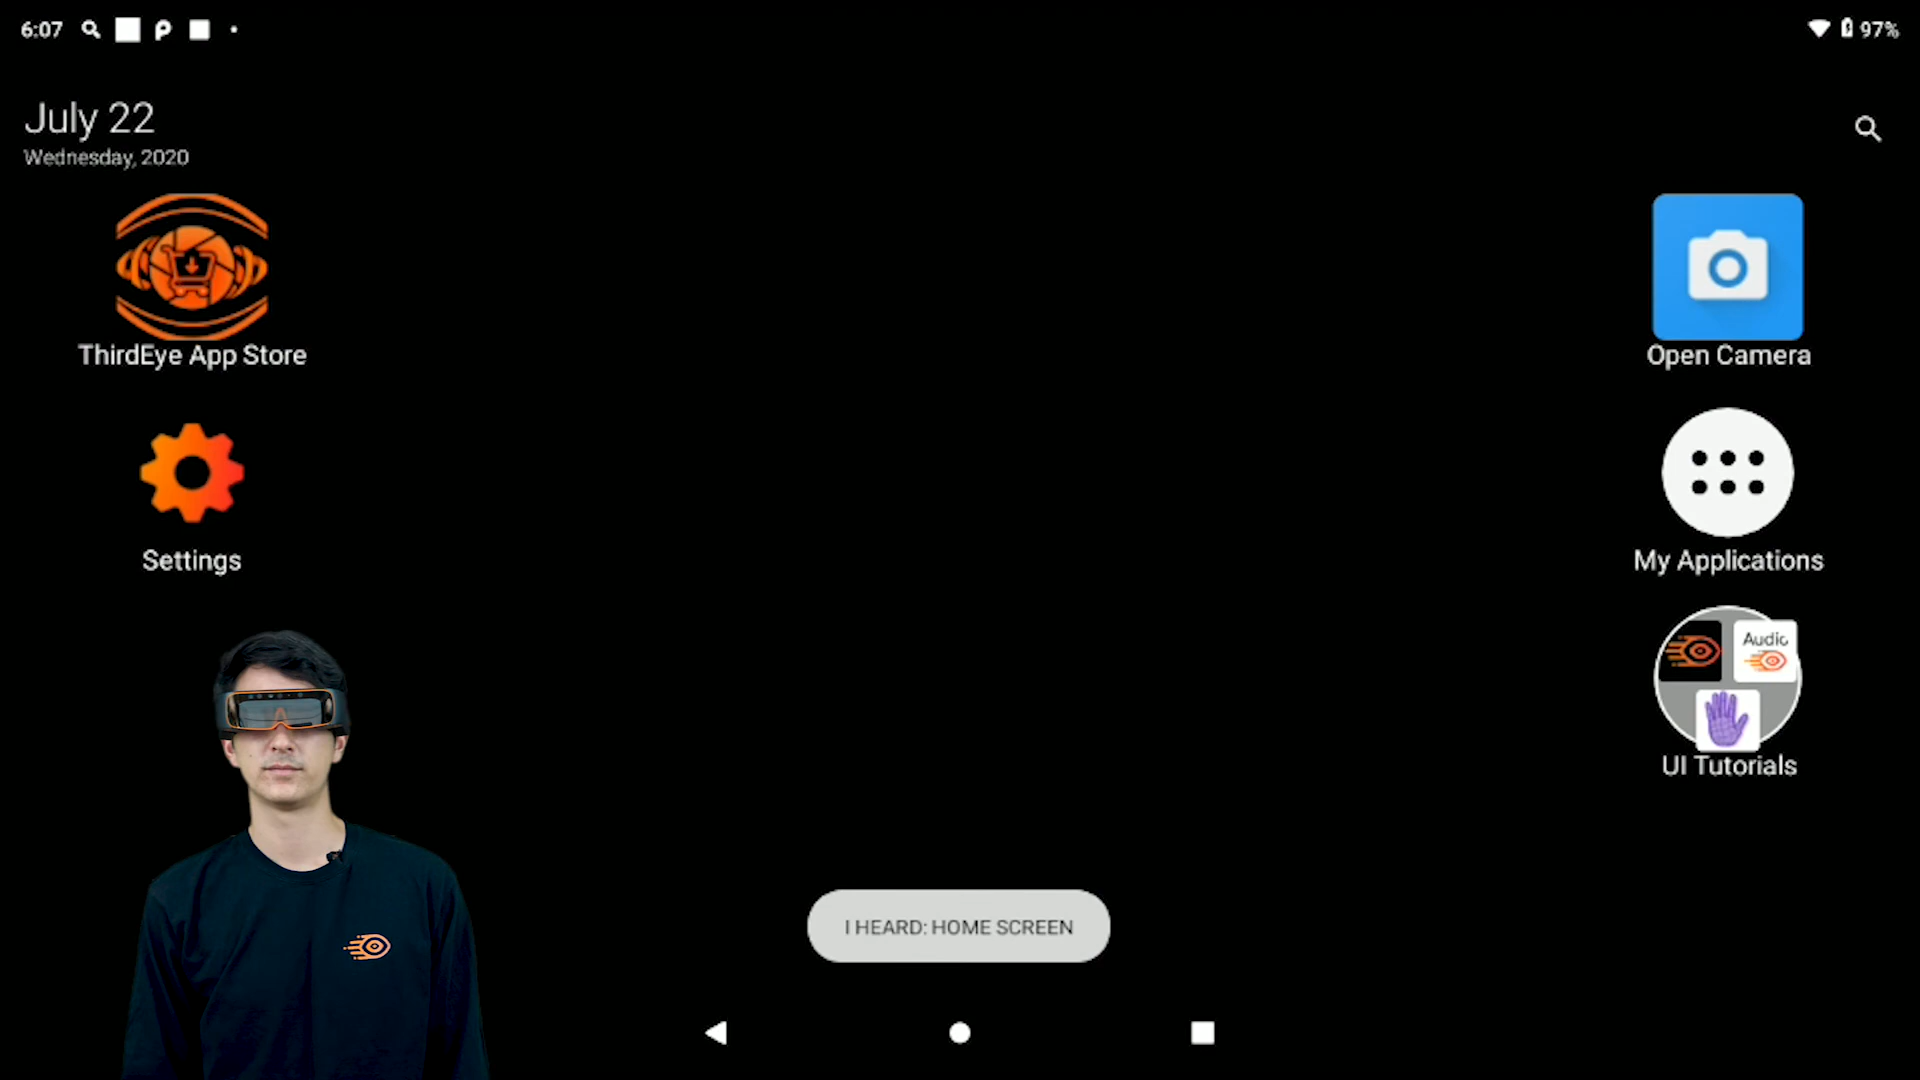 6:07
97%
July 22
Wednesday, 2020
ThirdEye App Store
Open Camera
Settings
My Applications
Audio
UI Tutorials
I HEARD: HOME SCREEN